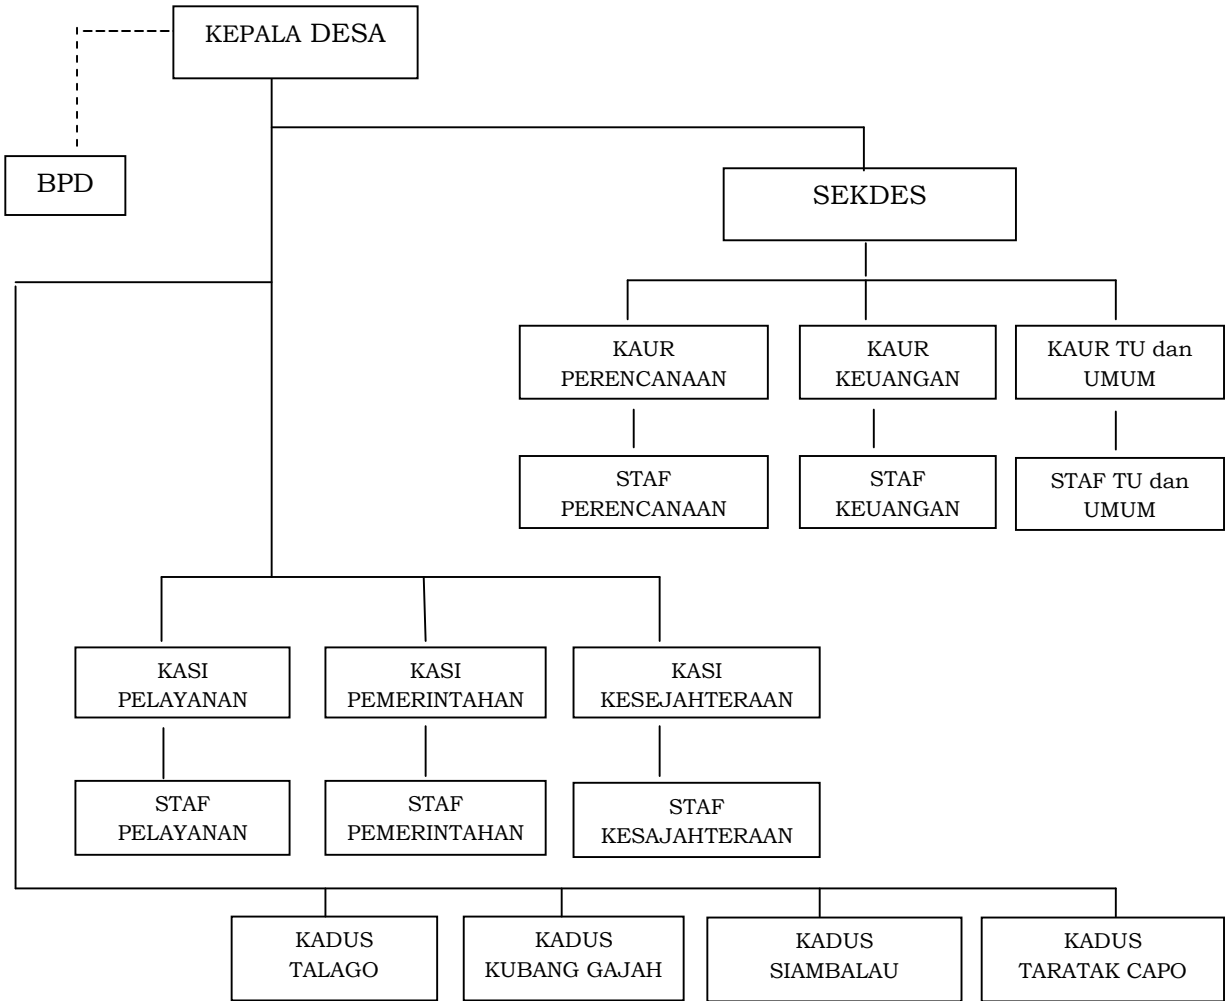 KEPALA DESA
BPD
SEKDES
KAUR
PERENCANAAN
KAUR
KEUANGAN
KAUR TU dan
UMUM
STAF
PERENCANAAN
STAF
KEUANGAN
STAF TU dan
UMUM
KASI
PELAYANAN
KASI
PEMERINTAHAN
KASI
KESEJAHTERAAN
STAF
PELAYANAN
STAF
PEMERINTAHAN
STAF
KESAJAHTERAAN
KADUS
TALAGO
KADUS
KUBANG GAJAH
KADUS
SIAMBALAU
KADUS
TARATAK CAPO